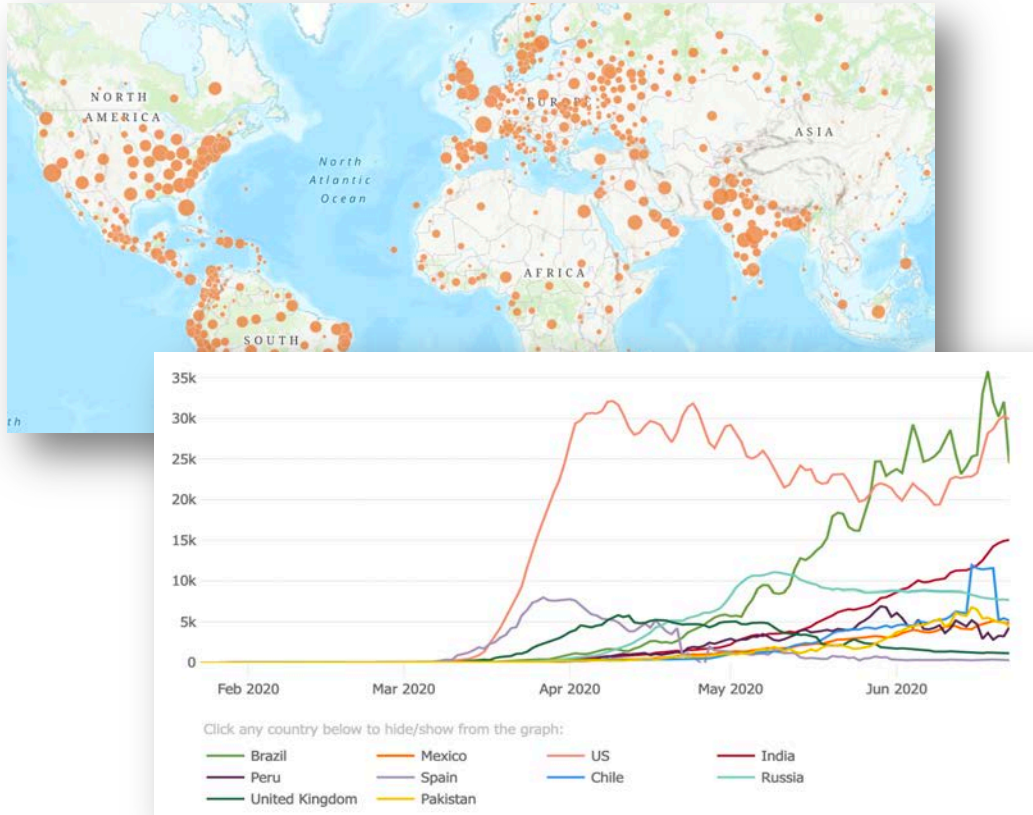 NORTH
AMERICA
EUROPE
ASIA
North
Atlantic
Ocean
AFRICA
SOUTH
th
35k
30k
25k
20k
15k
10k
5k
0
Feb 2020 Mar 2020 Apr 2020 May 2020 Jun 2020
Click any country below to hide/show from the graph:
Brazil Mexico US India
Peru Spain Chile Russia
United Kingdom Pakistan